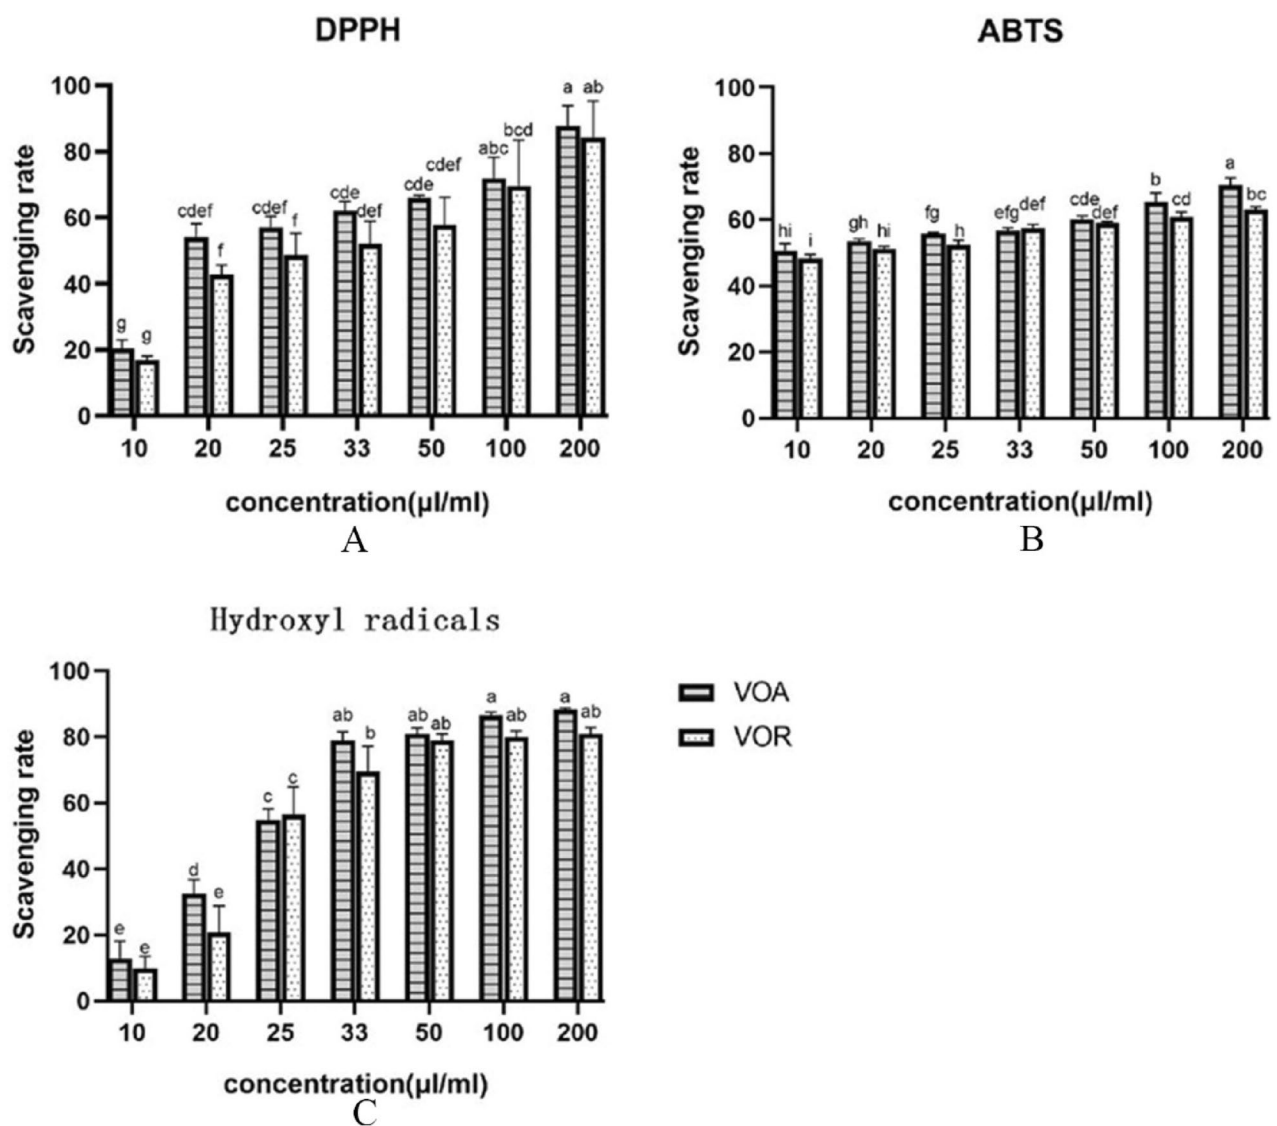 DPPH
Scavenging rate
100
80
60
40
20
0
g g cdef f cdef f cde def cde cdef abc bcd a ab
10 20 25 33 50 100 200
concentration(µl/ml)
A
ABTS
Scavenging rate
100
80
60
40
20
0
hi i gh hi fg h efg def cde def b cd a bc
10 20 25 33 50 100 200
concentration(µl/ml)
B
Hydroxyl radicals
Scavenging rate
100
80
60
40
20
0
e e d e c c ab b ab ab a ab a ab
10 20 25 33 50 100 200
concentration(µl/ml)
C
VOA
VOR